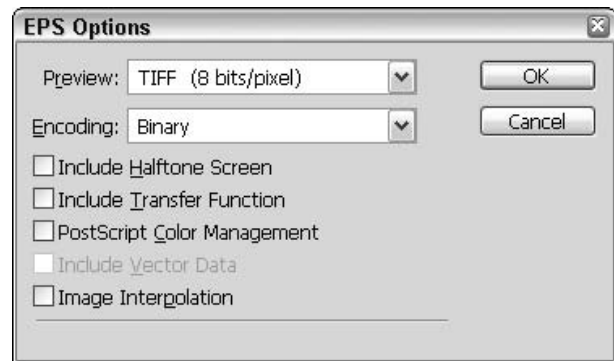 EPS Options
Preview: TIFF (8 bits/pixel)
OK
Encoding: Binary
Cancel
Include Halftone Screen
Include Transfer Function
PostScript Color Management
Include Vector Data
Image Interpolation